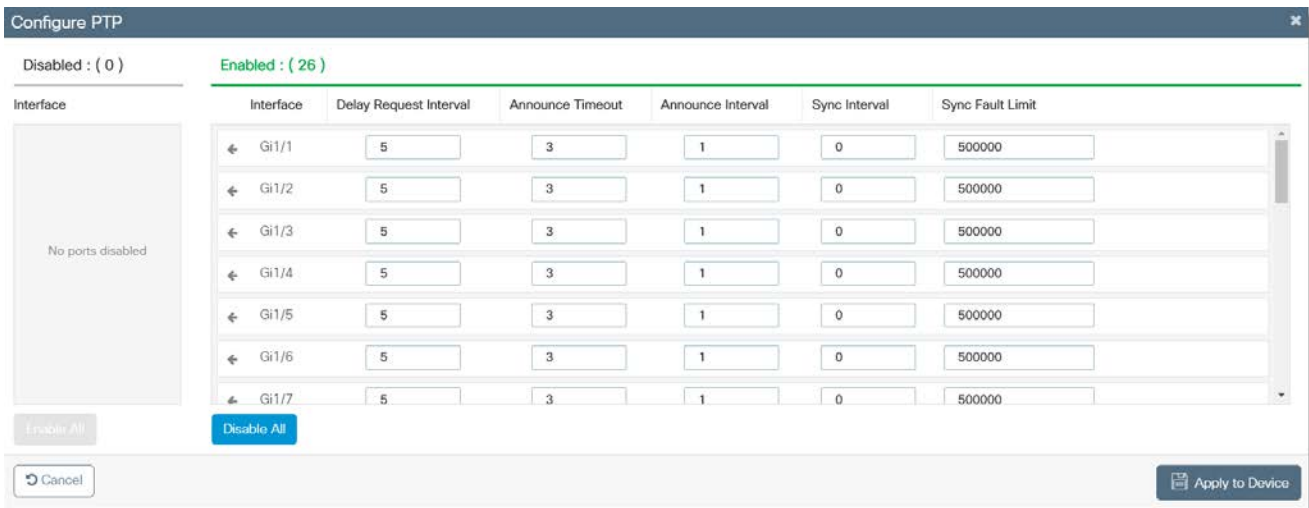 Configure PTP
Disabled : ( 0 )
Enabled : ( 26 )
Interface
Interface Delay Request Interval Announce Timeout Announce Interval Sync Interval Sync Fault Limit
Gi1/1 5 3 1 0 500000
Gi1/2 5 3 1 0 500000
Gi1/3 5 3 1 0 500000
No ports disabled
Gi1/4 5 3 1 0 500000
Gi1/5 5 3 1 0 500000
Gi1/6 5 3 1 0 500000
Gi1/7 5 3 1 0 500000
Enable All
Disable All
Cancel
Apply to Device